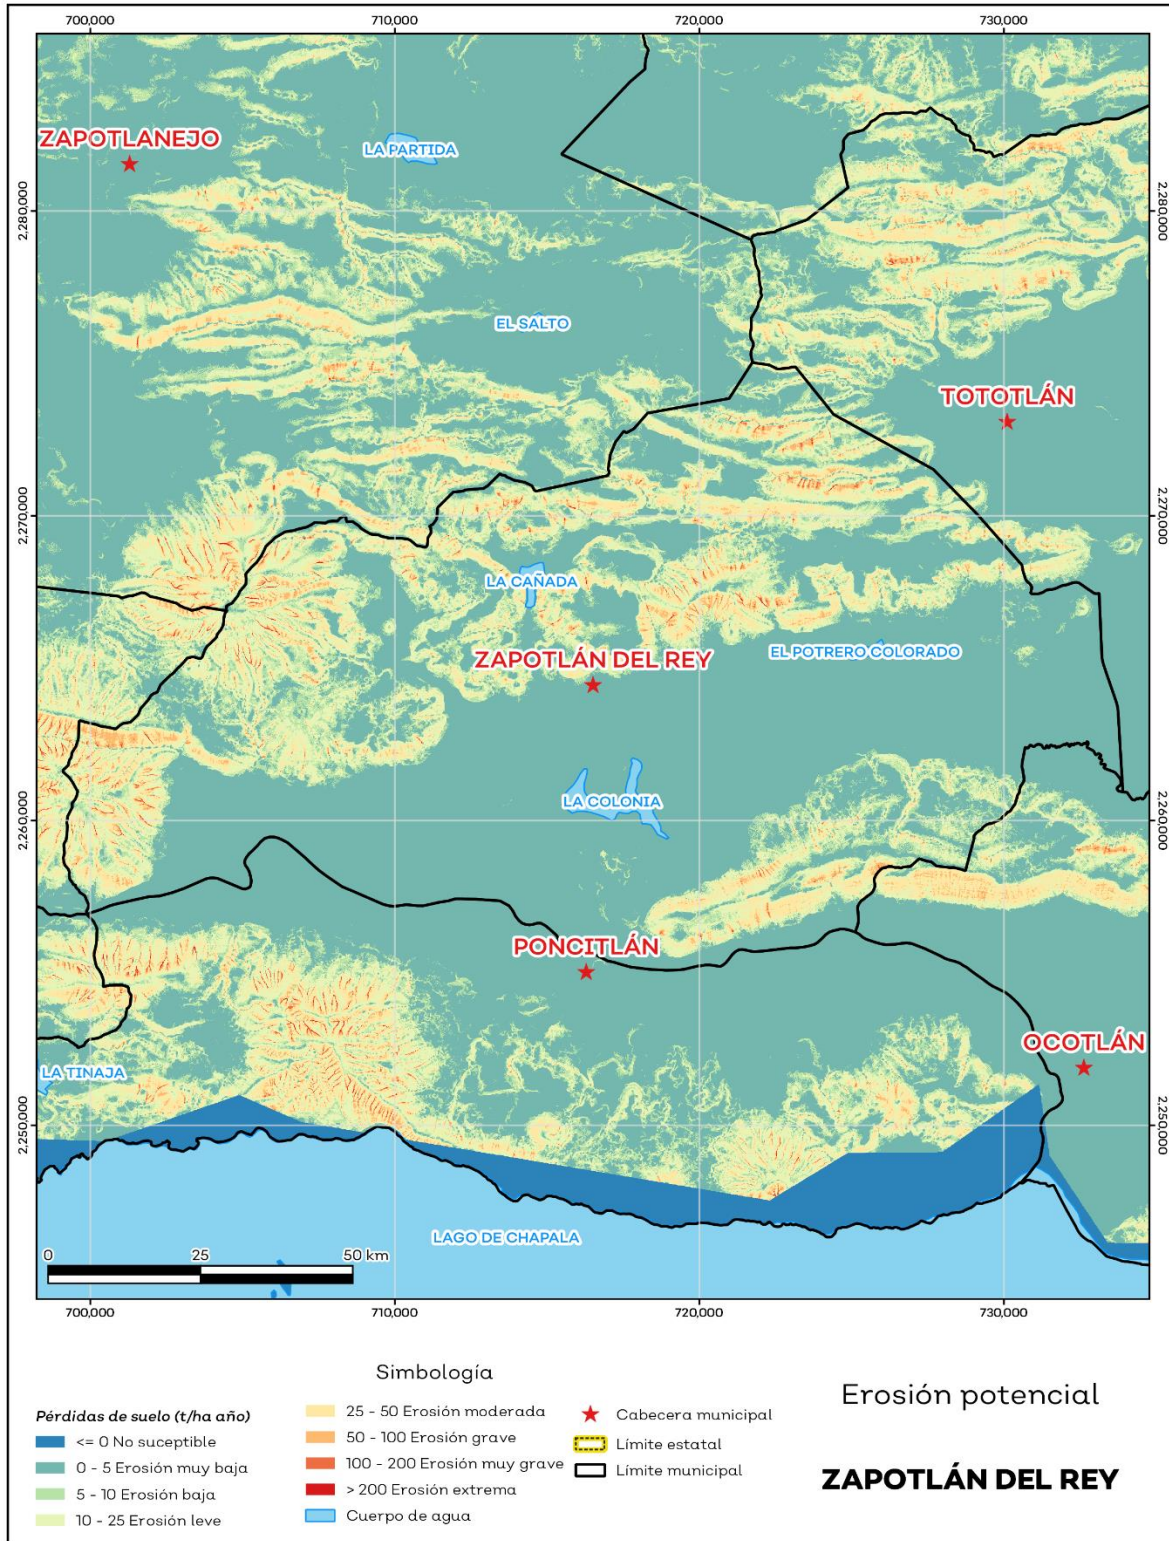 700,000 710,000 720,000 730,000
ZAPOTLANEJO
LA PARTIDA
2,280,000 2,280,000
EL SALTO
TOTOTLÁN
2,270,000 2,270,000
LA CAÑADA
ZAPOTLÁN DEL REY
EL POTRERO COLORADO
LA COLONIA
2,260,000 2,260,000
PONCITLÁN
OCOTLÁN
LA TINAJA
2,250,000 2,250,000
LAGO DE CHAPALA
0 25 50 km
700,000 710,000 720,000 730,000
Simbología
Pérdidas de suelo (t/ha año)
<= 0 No suceptible
0 - 5 Erosión muy baja
5 - 10 Erosión baja
10 - 25 Erosión leve
25 - 50 Erosión moderada
50 - 100 Erosión grave
100 - 200 Erosión muy grave
> 200 Erosión extrema
Cuerpo de agua
Cabecera municipal
Límite estatal
Límite municipal
Erosión potencial
ZAPOTLÁN DEL REY